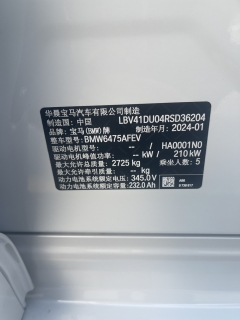 华晨宝马汽车有限公司制造
制造国：中国 LBV41DU04RSD36204
品牌：宝马(BMW)牌 制造年月：2024-01
整车型号：BMW6475AFEV
驱动电机型号： / HA0001N0
驱动电机峰值功率： - / kW / 210 kW
最大允许总质量：2725 kg
最大设计总质量： - kg 乘坐人数：5
动力电池系统额定电压：345.0 V
动力电池系统额定容量：232.0 Ah